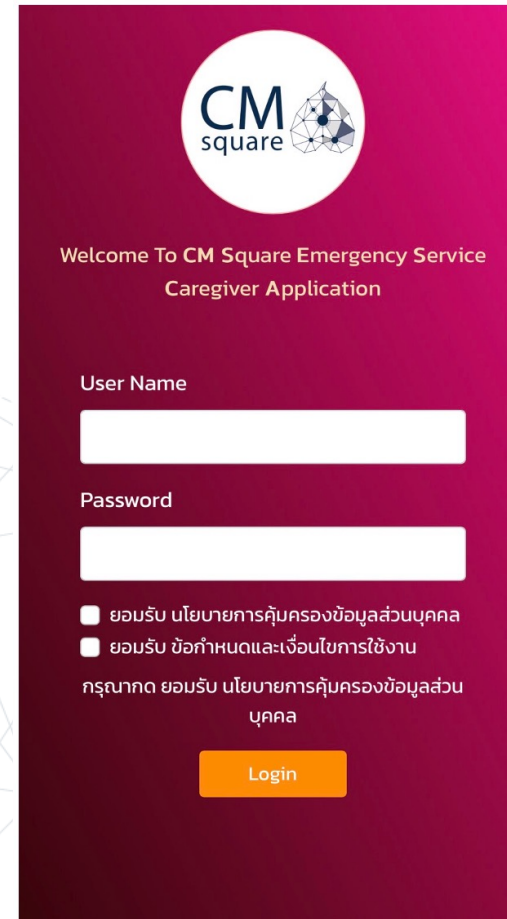 CM
square
Welcome To CM Square Emergency Service
Caregiver Application
User Name
Password
ยอมรับ นโยบายการคุ้มครองข้อมูลส่วนบุคคล
ยอมรับ ข้อกำหนดและเงื่อนไขการใช้งาน
กรุณากด ยอมรับ นโยบายการคุ้มครองข้อมูลส่วน
บุคคล
Login